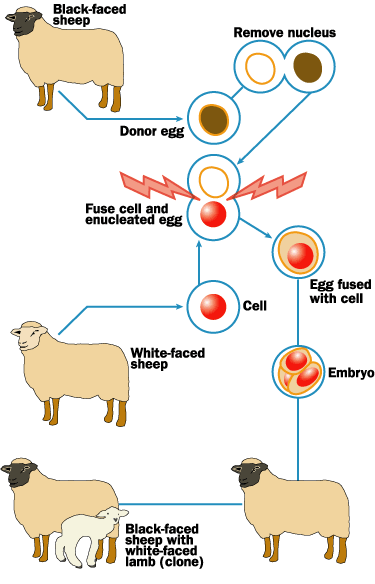 Black-faced
sheep
Remove nucleus
Donor egg
Fuse cell and
enucleated egg
Egg fused
with cell
Cell
White-faced
sheep
Embryo
Black-faced
sheep with
white-faced
lamb (clone)